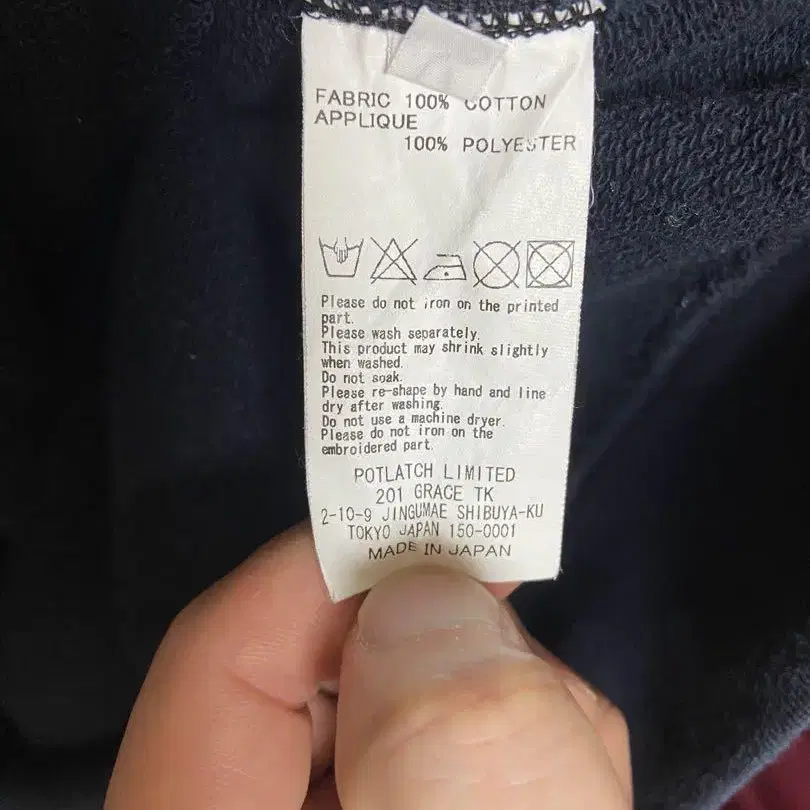 FABRIC 100% COTTON
APPLIQUE
100% POLYESTER
Please do not iron on the printed
part.
Please wash separately.
This product may shrink slightly
when washed.
Do not soak.
Please re-shape by hand and line
dry after washing.
Do not use a machine dryer.
Please do not iron on the
embroidered part.
POTLATCH LIMITED
201 GRACE TK
2-10-9 JINGUMAE SHIBUYA-KU
TOKYO JAPAN 150-0001
MADE IN JAPAN